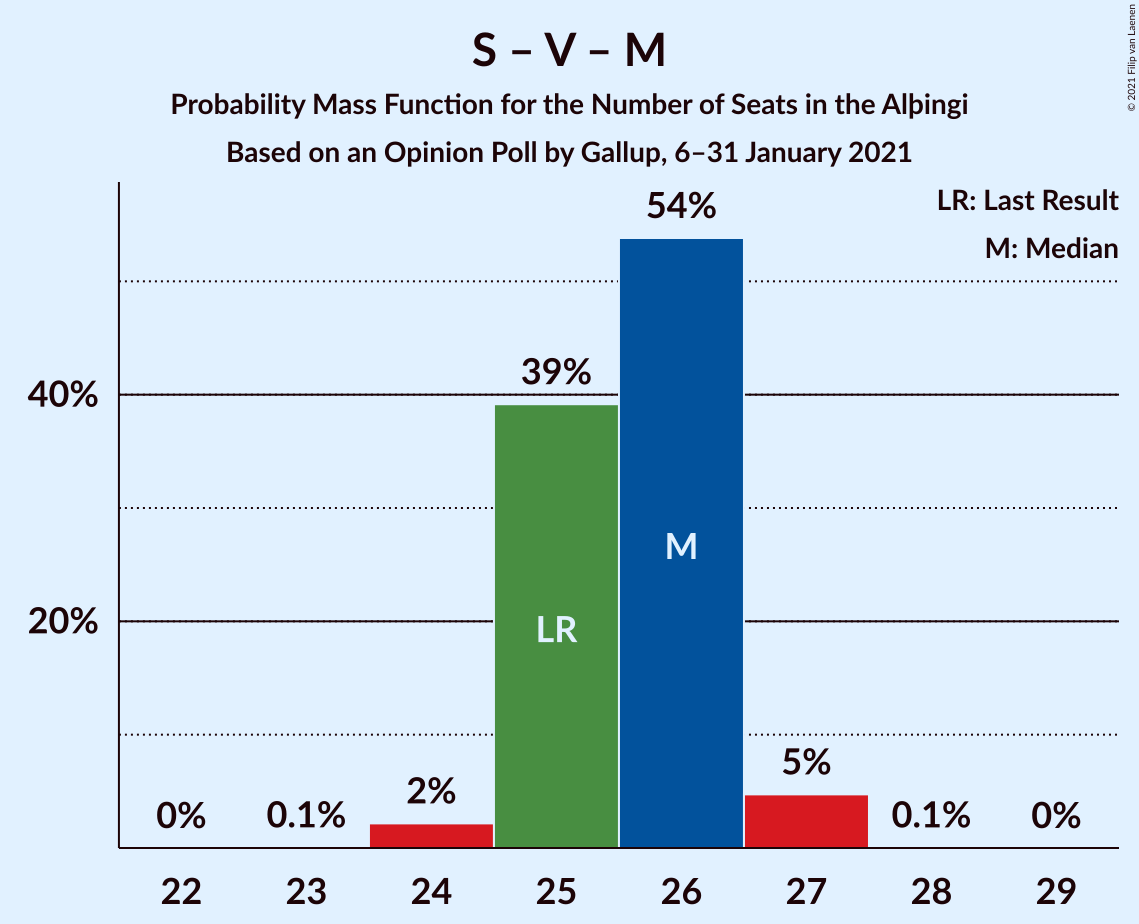 S – V – M
Probability Mass Function for the Number of Seats in the Alþingi
Based on an Opinion Poll by Gallup, 6–31 January 2021
© 2021 Filip van Laenen
LR: Last Result
M: Median
54%
39%
40%
M
20%
LR
5%
2%
0%
0.1%
0.1%
0%
22 23 24 25 26 27 28 29